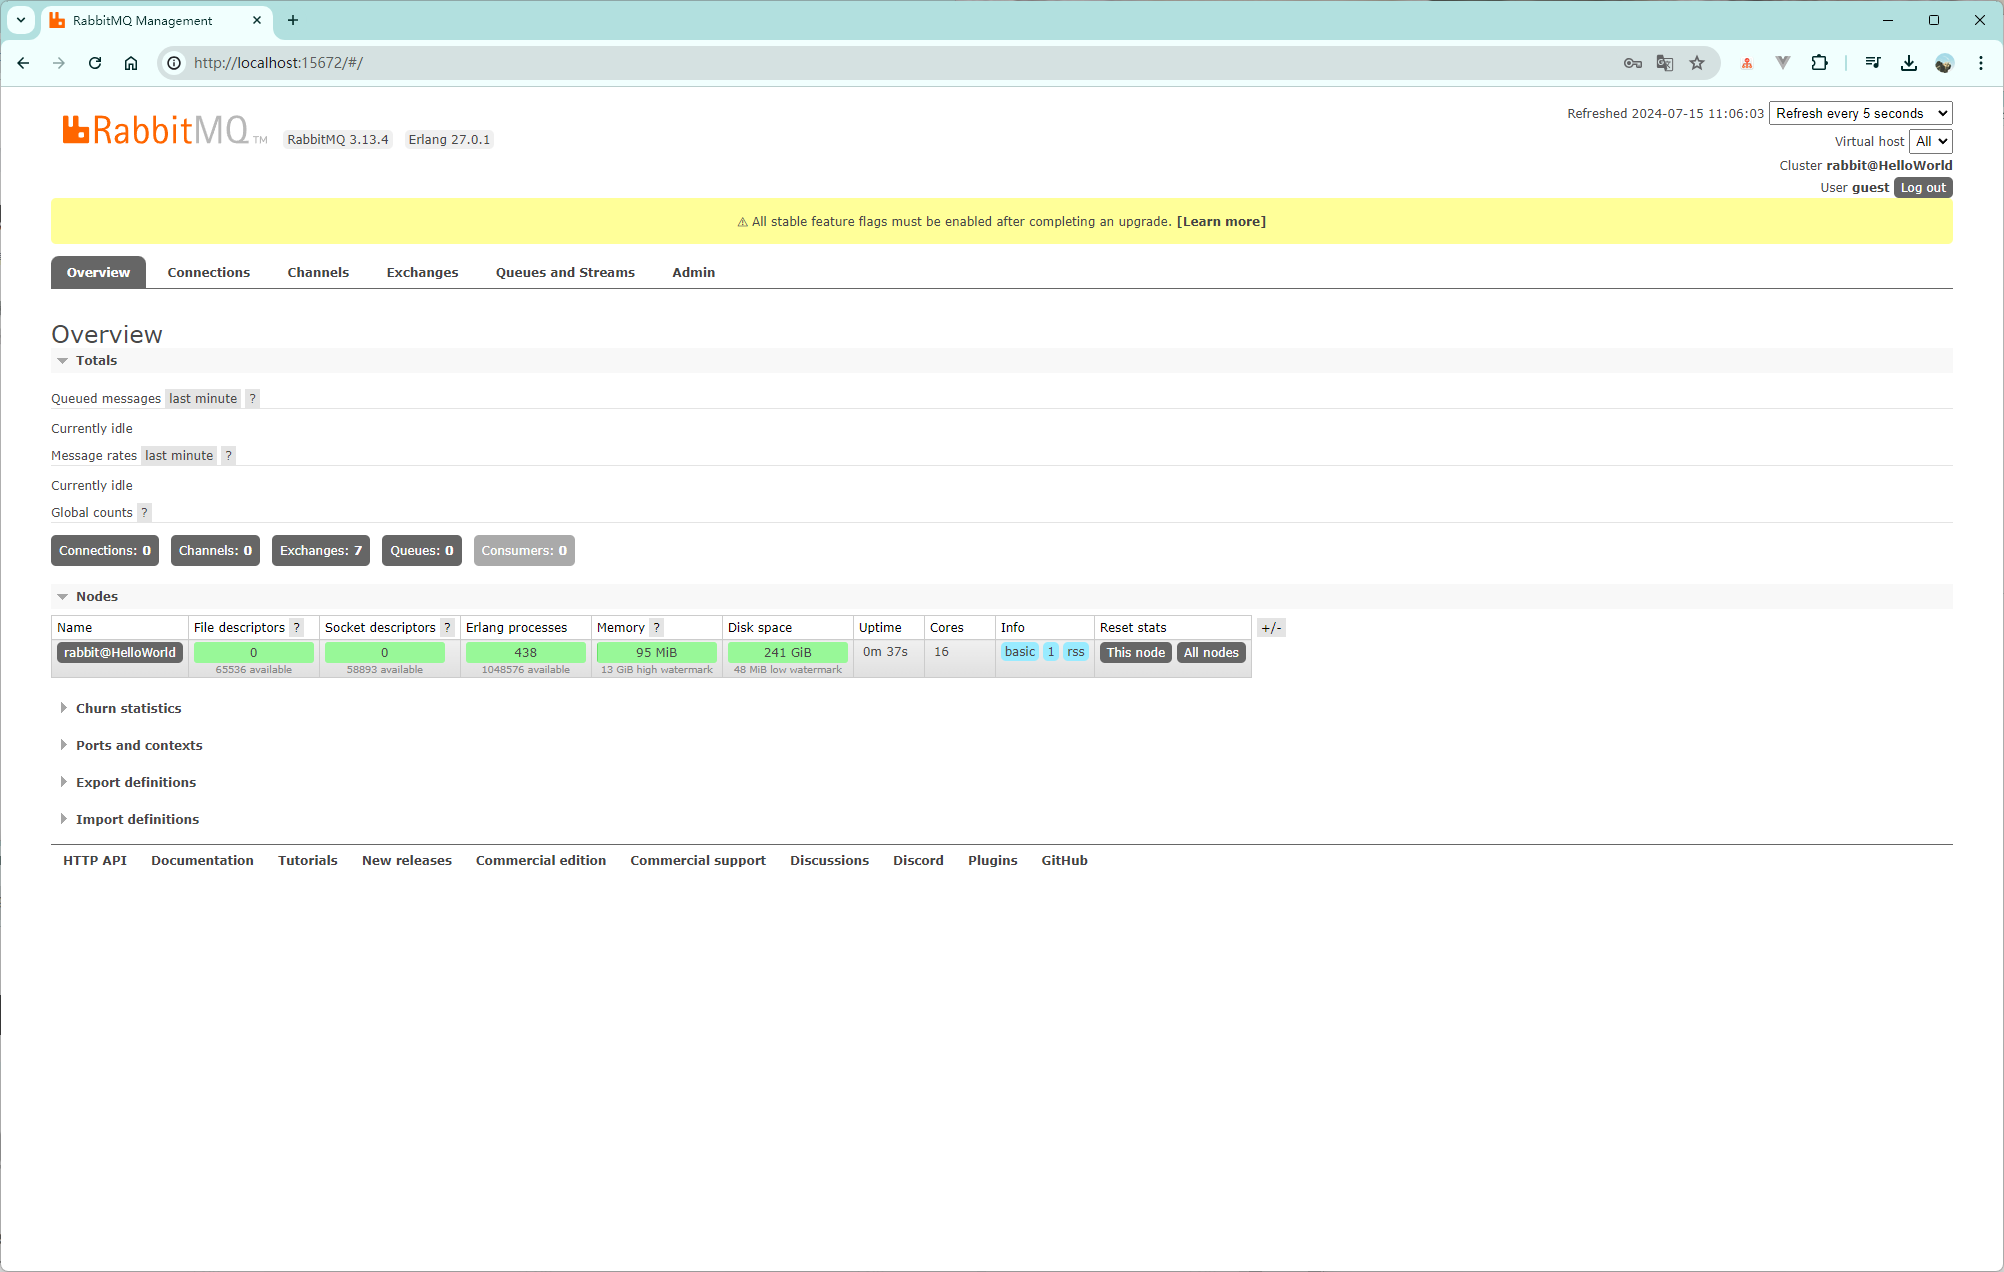 RabbitMQ Management
http://localhost:15672/#/
RabbitMQ TM RabbitMQ 3.13.4 Erlang 27.0.1
Refreshed 2024-07-15 11:06:03 Refresh every 5 seconds
Virtual host All
Cluster rabbit@HelloWorld
User guest Log out
⚠ All stable feature flags must be enabled after completing an upgrade. [Learn more]
Overview Connections Channels Exchanges Queues and Streams Admin
Overview
Totals
Queued messages last minute ?
Currently idle
Message rates last minute ?
Currently idle
Global counts ?
Connections: 0 Channels: 0 Exchanges: 7 Queues: 0 Consumers: 0
Nodes
Name File descriptors ? Socket descriptors ? Erlang processes Memory ? Disk space Uptime Cores Info Reset stats +/-
rabbit@HelloWorld 0 0 438 95 MiB 241 GiB 0m 37s 16 basic 1 rss This node All nodes
65536 available 58893 available 1048576 available 13 GiB high watermark 48 MiB low watermark
Churn statistics
Ports and contexts
Export definitions
Import definitions
HTTP API Documentation Tutorials New releases Commercial edition Commercial support Discussions Discord Plugins GitHub